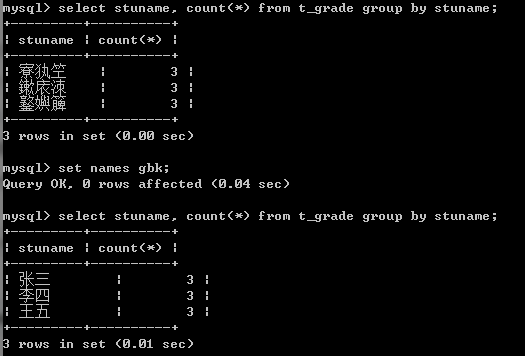 mysql> select stuname, count(*) from t_grade group by stuname;
+---------+----------+
| stuname | count(*) |
+---------+----------+
| 寮犱笁 | 3 |
| 鏉庡洓 | 3 |
| 鐜嬩簲 | 3 |
+---------+----------+
3 rows in set (0.00 sec)
mysql> set names gbk;
Query OK, 0 rows affected (0.04 sec)
mysql> select stuname, count(*) from t_grade group by stuname;
+---------+----------+
| stuname | count(*) |
+---------+----------+
| 张三 | 3 |
| 李四 | 3 |
| 王五 | 3 |
+---------+----------+
3 rows in set (0.01 sec)